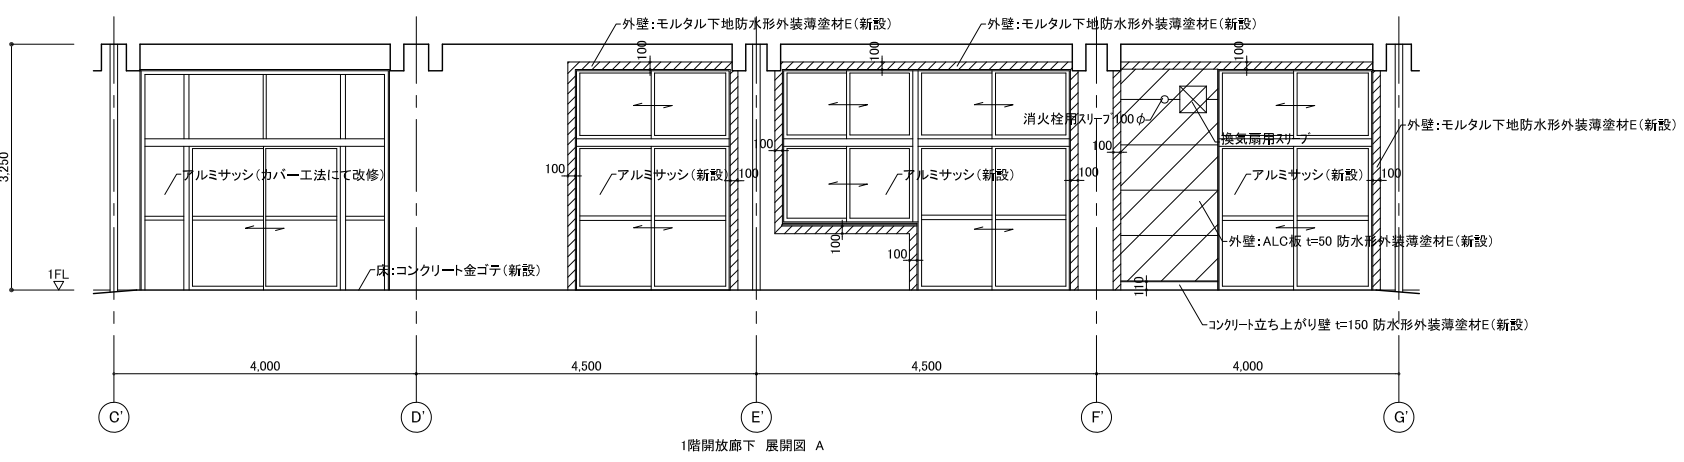 外壁:モルタル下地防水形外装薄塗材E(新設)
外壁:モルタル下地防水形外装薄塗材E(新設)
100
100
100
消火栓用スリーブ100φ
外壁:モルタル下地防水形外装薄塗材E(新設)
換気扇用スリーブ
3,250
100
100
100
100
100
100
アルミサッシ(カバー工法にて改修)
アルミサッシ(新設)
アルミサッシ(新設)
アルミサッシ(新設)
100
100
外壁:ALC板 t=50 防水形外装薄塗材E(新設)
1FL
床:コンクリート金ゴテ(新設)
110
コンクリート立ち上がり壁 t=150 防水形外装薄塗材E(新設)
4,000
4,500
4,500
4,000
C'
D'
E'
F'
G'
1階開放廊下 展開図 A